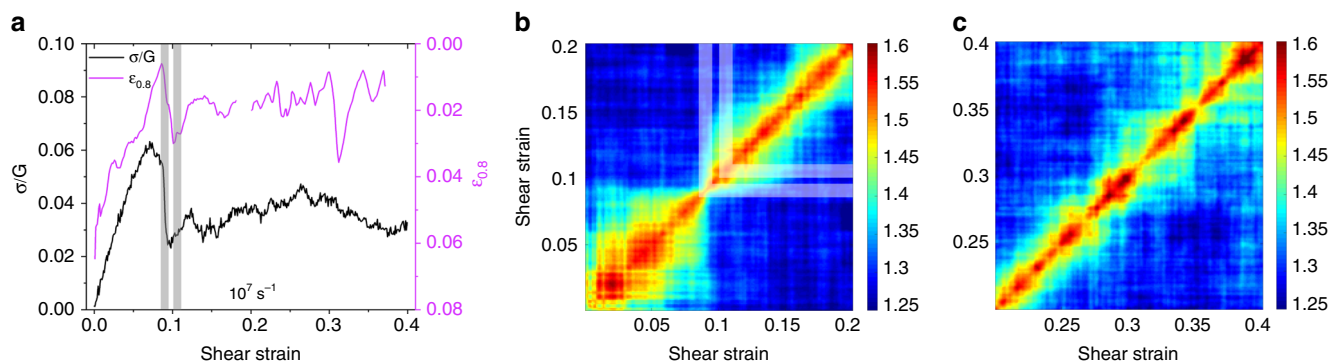 a
σ/G
ε0.8
0.10
0.08
0.06
0.04
0.02
0.00
σ/G
0.0 0.1 0.2 0.3 0.4
Shear strain
10⁷ s⁻¹
0.00
0.02
0.04
0.06
0.08
ε0.8
b
0.2
0.15
0.1
0.05
Shear strain
0.05 0.1 0.15 0.2
Shear strain
1.6
1.55
1.5
1.45
1.4
1.35
1.3
1.25
c
0.4
0.35
0.3
0.25
0.25 0.3 0.35 0.4
Shear strain
1.6
1.55
1.5
1.45
1.4
1.35
1.3
1.25